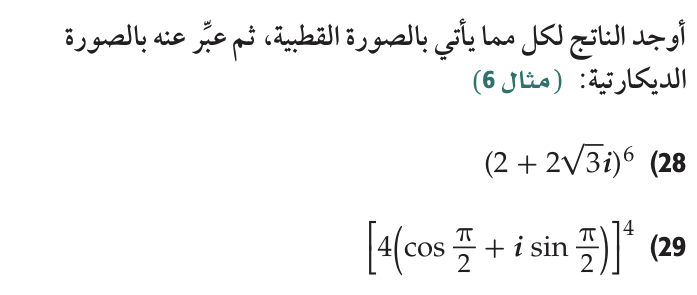 أوجد الناتج لكل مما يأتي بالصورة القطبية، ثم عبِّر عنه بالصورة
الديكارتية: (مثال 6)
(28 (2 + 2√3i)⁶
(29 [4(cos π/2 + i sin π/2)]⁴